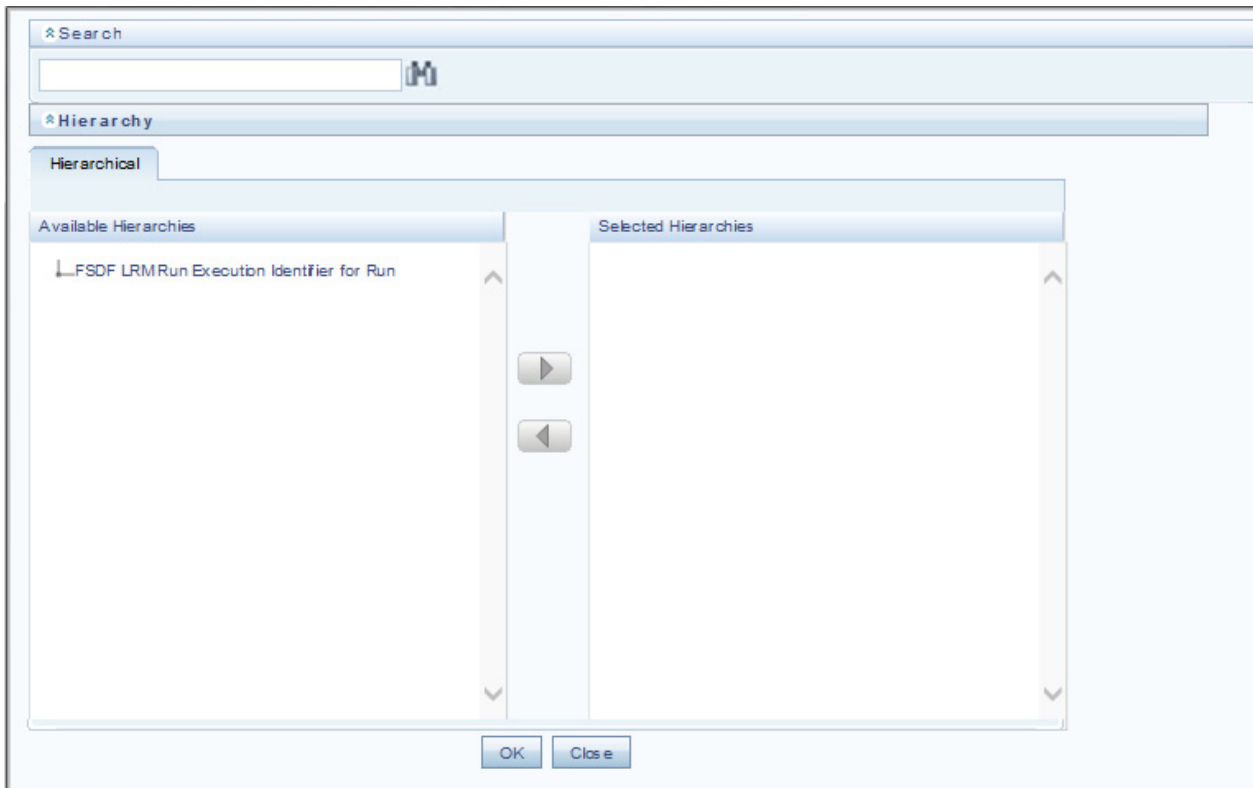 Search
Hierarchy
Hierarchical
Available Hierarchies
Selected Hierarchies
FSDF LRM Run Execution Identifier for Run
OK
Close